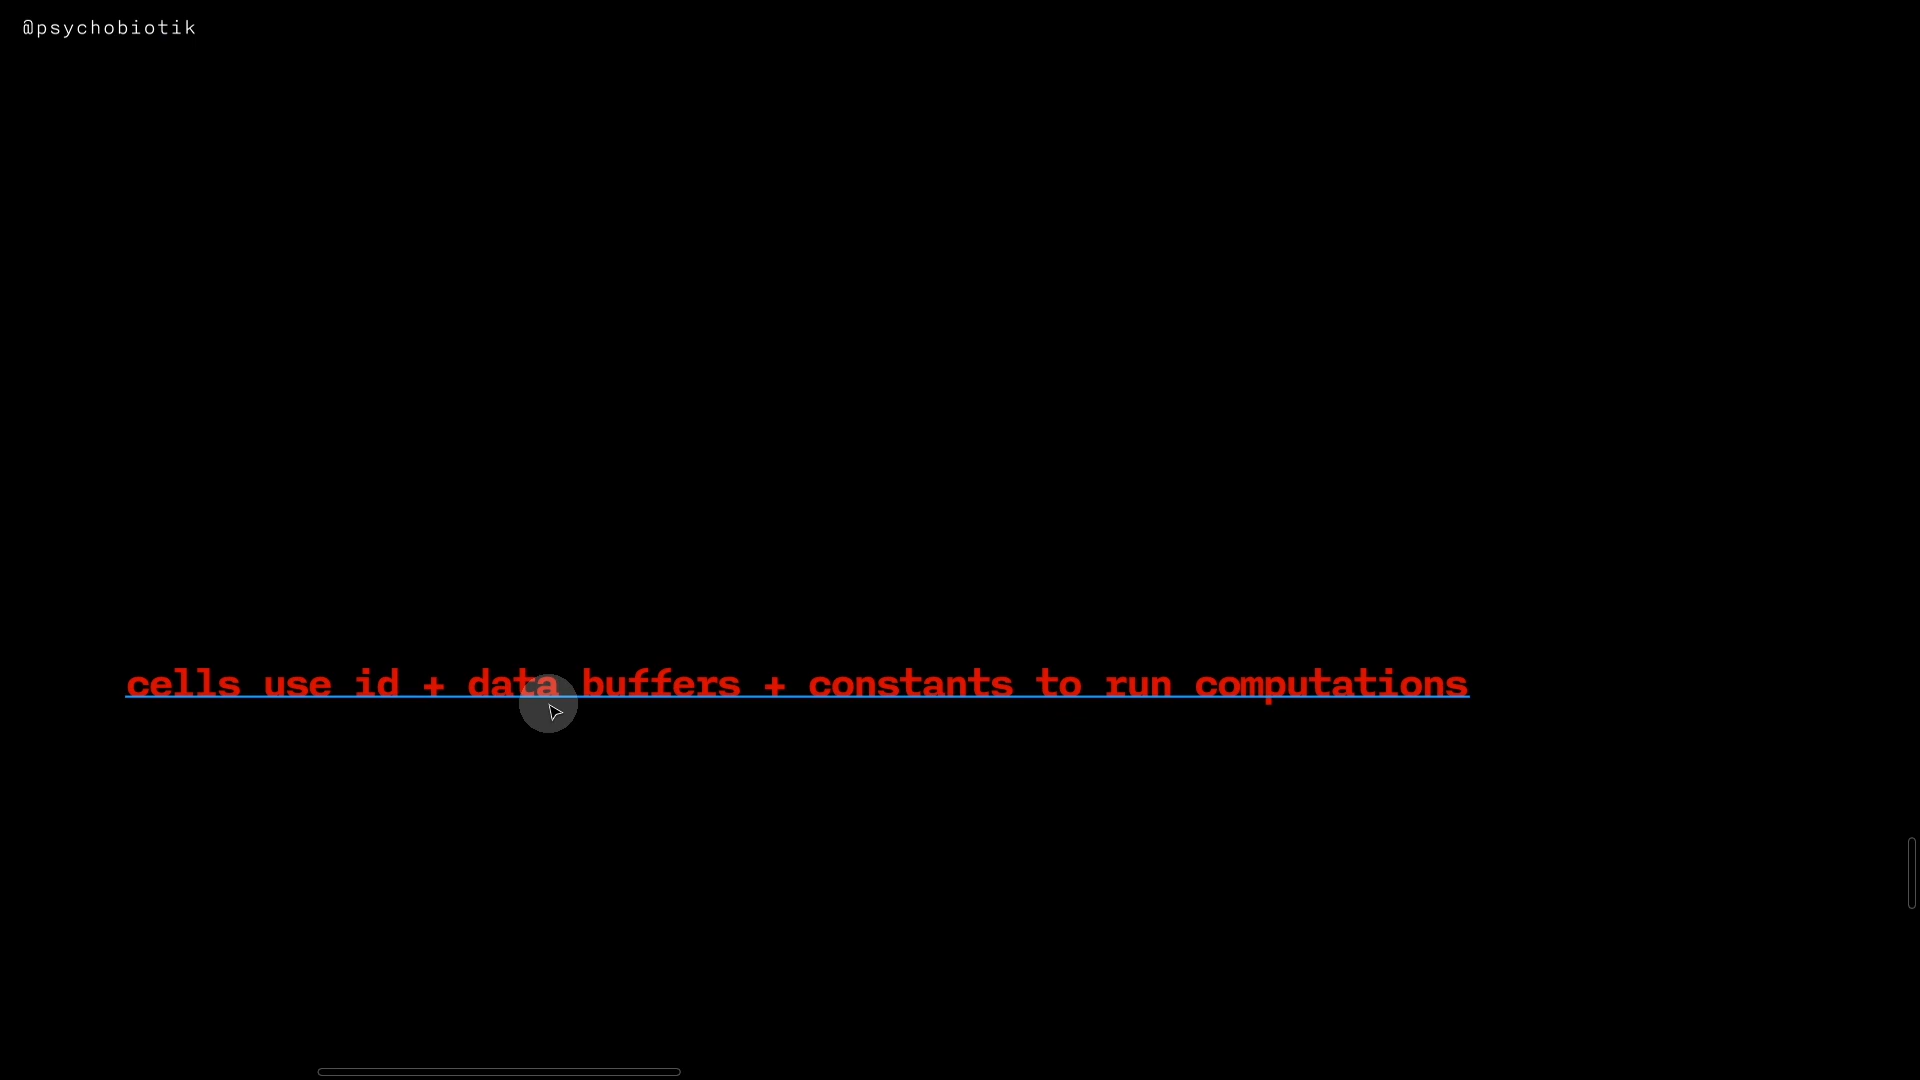 @psychobiotik
cells use id + data buffers + constants to run computations